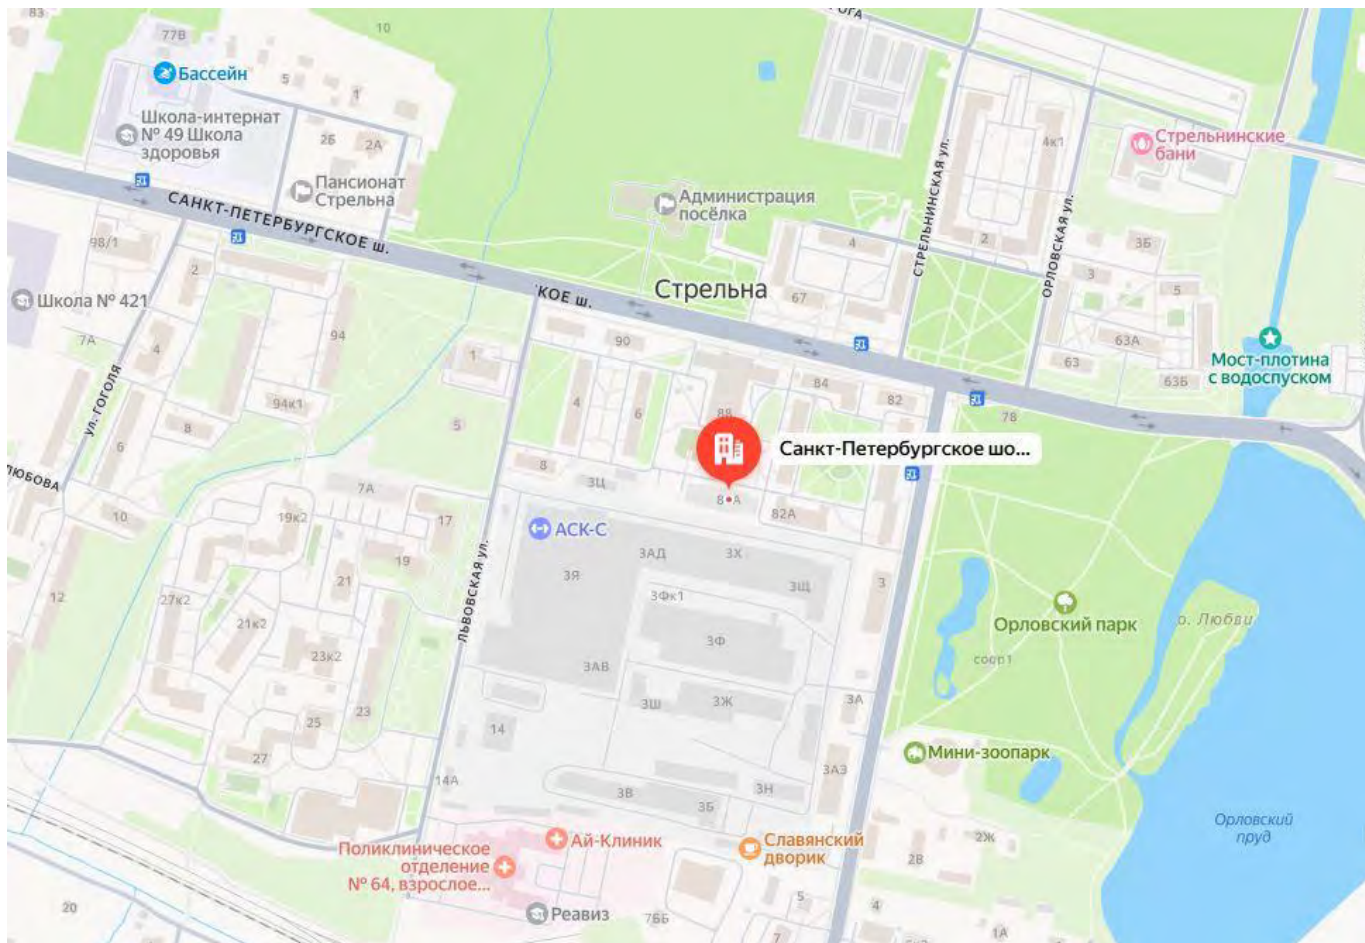 83
77В
10
ОГА
Бассейн
5
1
Школа-интернат
№ 49 Школа
здоровья
2Б
2А
4к1
Стрельнинские
бани
Пансионат
Стрельна
Администрация
посёлка
САНКТ-ПЕТЕРБУРГСКОЕ Ш.
СТРЕЛЬНИНСКАЯ УЛ.
ОРЛОВСКАЯ УЛ.
98/1
2
4
2
3Б
3
5
Школа № 421
КОЕ Ш.
Стрельна
67
7А
4
94
90
1
63А
63
63Б
Мост-плотина
с водоспуском
84
82
ул. ГОГОЛЯ
94к1
4
6
88
78
8
6
5
Санкт-Петербургское шо...
ЛЮБОВА
8
3Ц
7А
8 А
82А
10
19к2
17
АСК-С
3АД
3Х
19
3Я
3Щ
3
21
12
27к2
3Фк1
ЛЬВОВСКАЯ УЛ.
21к2
Орловский парк
о. Любви
3Ф
23к2
3АВ
соор1
3Ш
3Ж
3А
25
23
14
27
Мини-зоопарк
3АЗ
14А
3В
3Б
3Н
Орловский
пруд
Ай-Клиник
Славянский
дворик
Поликлиническое
отделение
№ 64, взрослое...
2Ж
2В
20
Реавиз
76Б
5
4
7
1А